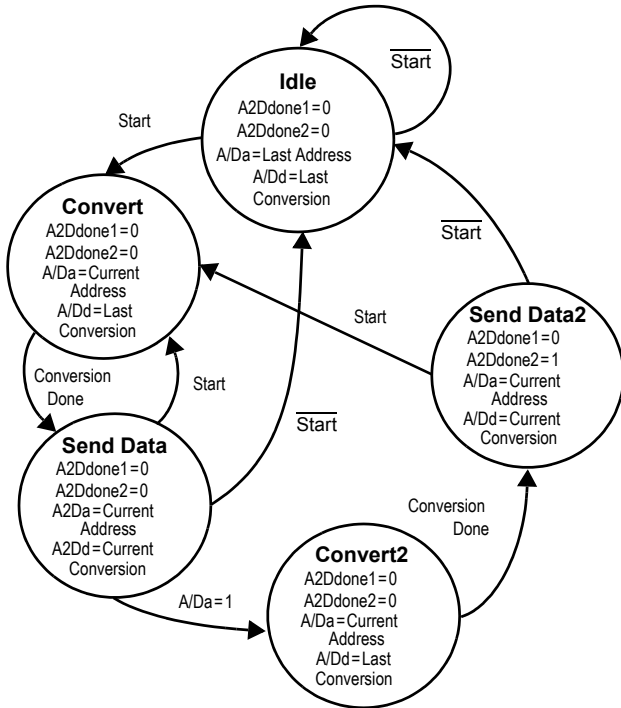 Start
Idle
A2Ddone1=0
A2Ddone2=0
A/Da=Last Address
A/Dd=Last
Conversion
Start
Convert
A2Ddone1=0
A2Ddone2=0
A/Da=Current
Address
A/Dd=Last
Conversion
Start
Start
Send Data2
A2Ddone1=0
A2Ddone2=1
A/Da=Current
Address
A/Dd=Current
Conversion
Conversion
Done
Start
Start
Send Data
A2Ddone1=0
A2Ddone2=0
A2Da=Current
Address
A2Dd=Current
Conversion
Conversion
Done
Convert2
A2Ddone1=0
A2Ddone2=0
A/Da=Current
Address
A/Dd=Last
Conversion
A/Da=1